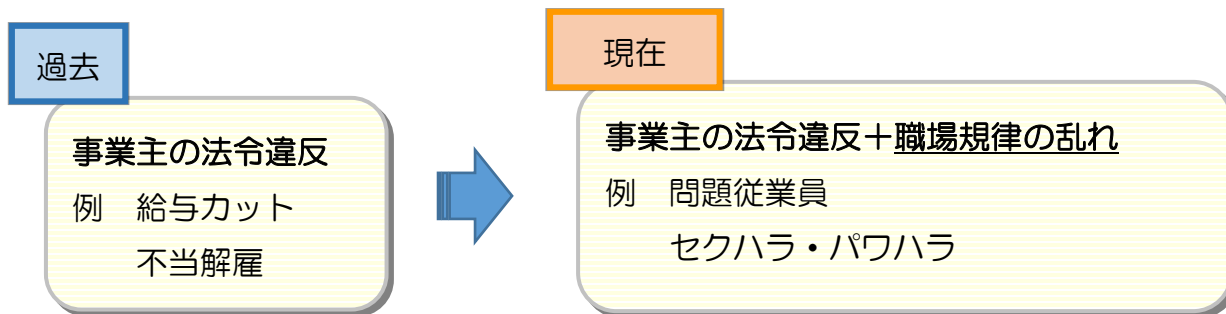 過去
事業主の法令違反
例　給与カット
不当解雇
現在
事業主の法令違反＋職場規律の乱れ
例　問題従業員
セクハラ・パワハラ